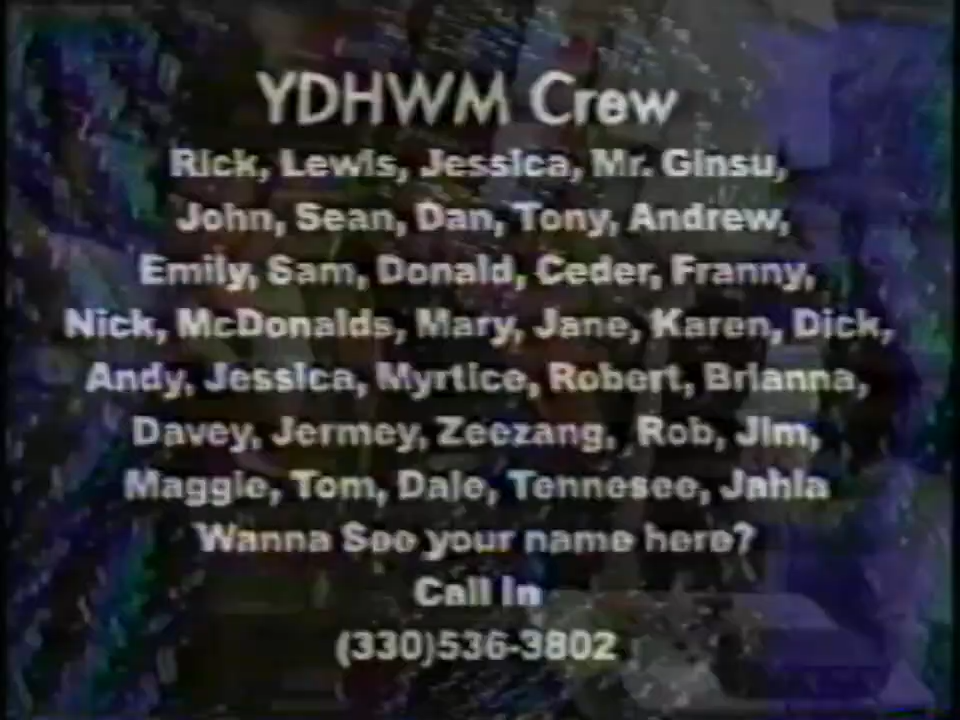 YDHWM Crew
Rick, Lewis, Jessica, Mr. Ginsu,
John, Sean, Dan, Tony, Andrew,
Emily, Sam, Donald, Ceder, Franny,
Nick, McDonalds, Mary, Jane, Karen, Dick,
Andy, Jessica, Myrtice, Robert, Brianna,
Davey, Jermey, Zeezang, Rob, Jim,
Maggie, Tom, Dale, Tennesee, Jahla
Wanna See your name here?
Call In
(330)536-3802